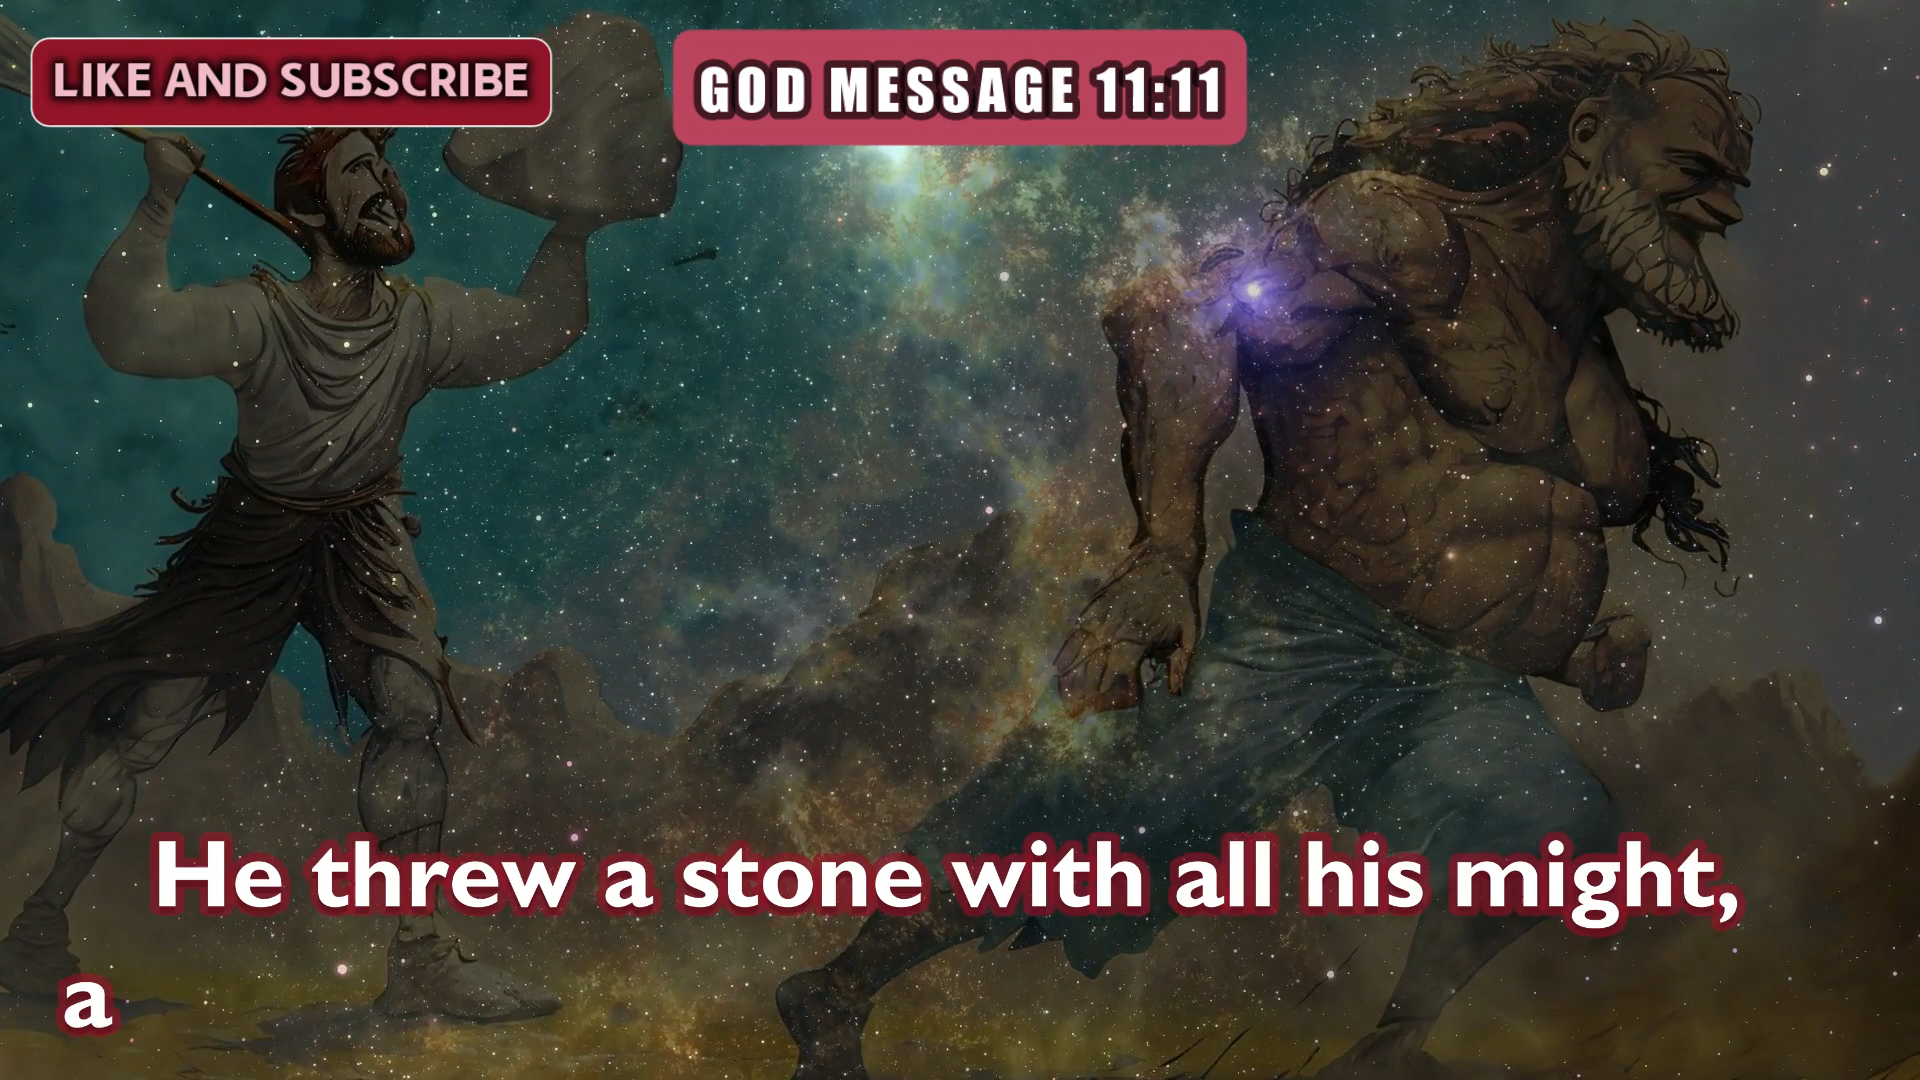 LIKE AND SUBSCRIBE
GOD MESSAGE 11:11
He threw a stone with all his might,
a